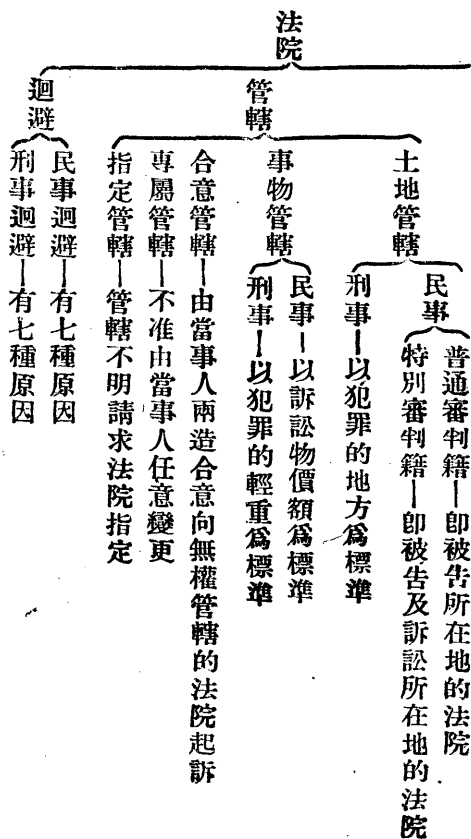 法院
管轄
土地管轄
民事
普通審判籍—卽被告所在地的法院
特別審判籍—卽被告及訴訟所在地的法院
刑事—以犯罪的地方爲標準
事物管轄
民事—以訴訟物價額爲標準
刑事—以犯罪的輕重爲標準
合意管轄—由當事人兩造合意向無權管轄的法院起訴
專屬管轄—不准由當事人任意變更
指定管轄—管轄不明請求法院指定
迴避
民事迴避—有七種原因
刑事迴避—有七種原因